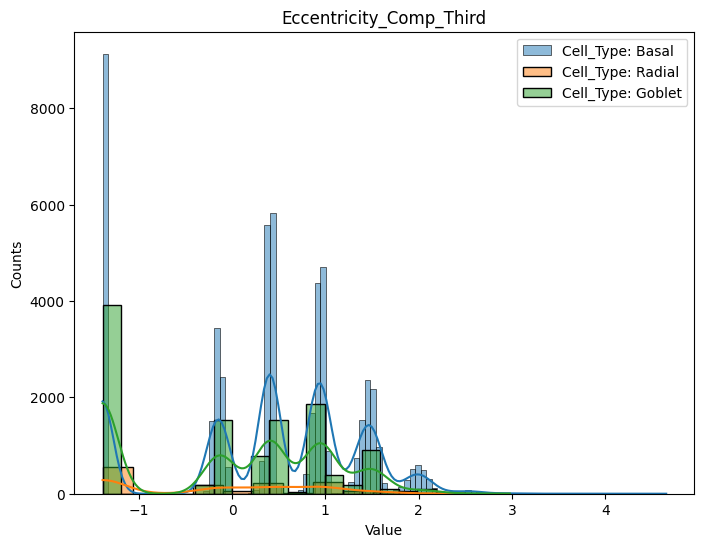 Eccentricity_Comp_Third
Cell_Type: Basal
Cell_Type: Radial
Cell_Type: Goblet
8000
6000
4000
2000
0
Counts
−1
0
1
2
3
4
Value